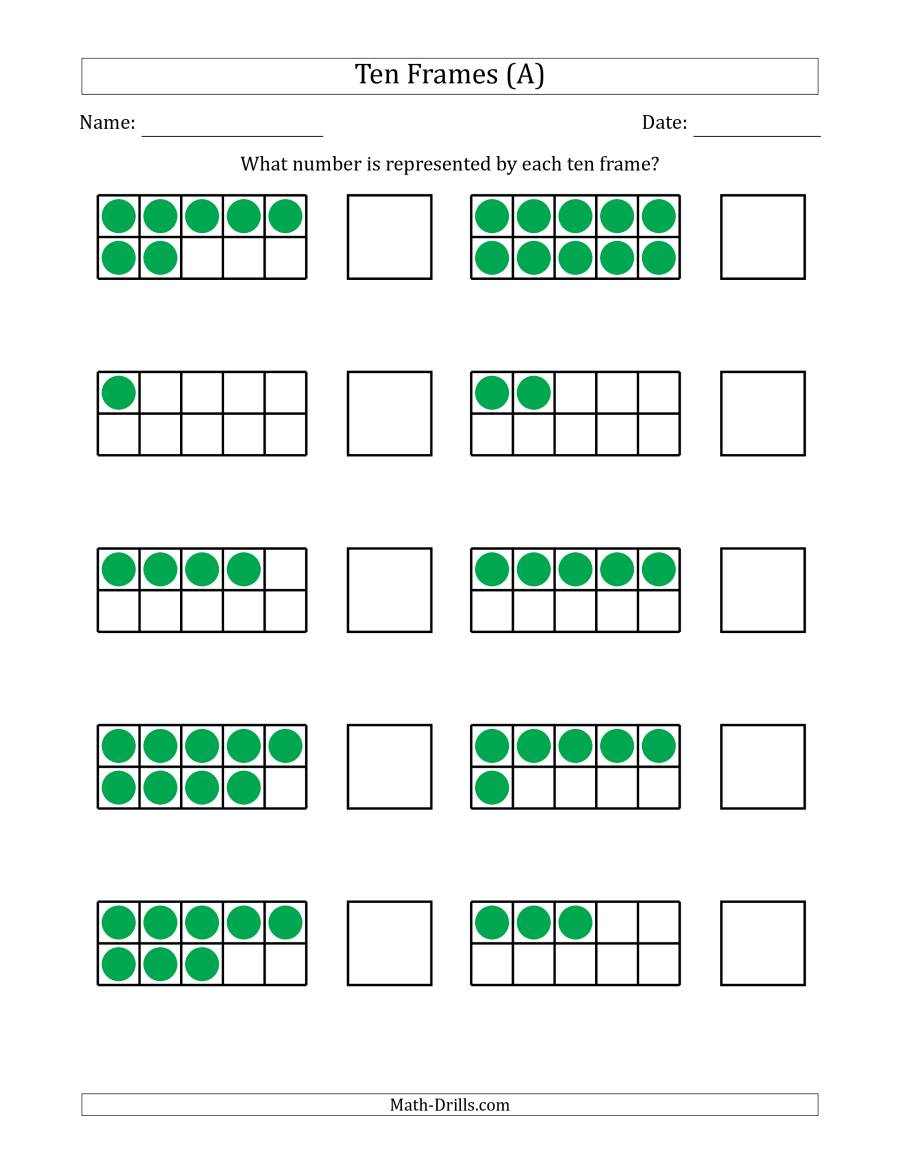 Ten Frames (A)
Name: Date:
What number is represented by each ten frame?
Math-Drills.com